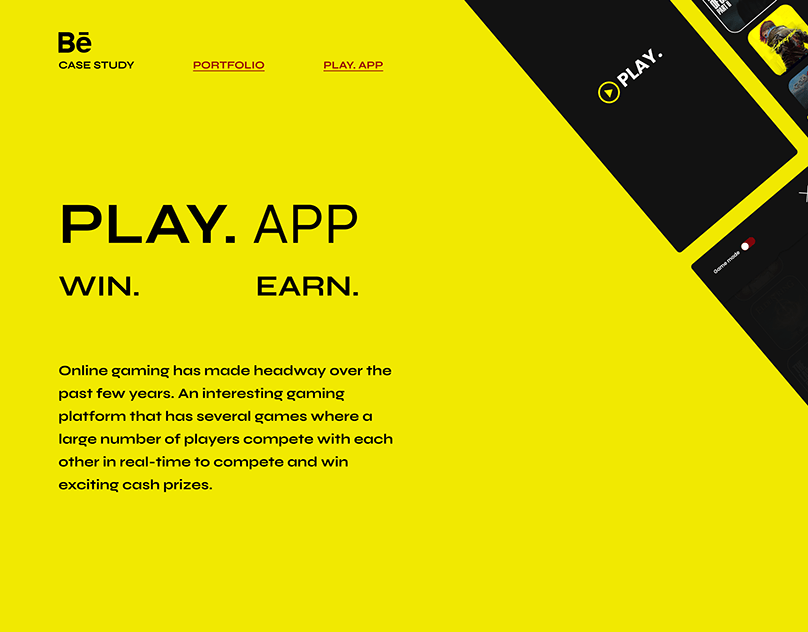 Bē
CASE STUDY
PORTFOLIO
PLAY. APP
PLAY.
PLAY. APP
WIN.
EARN.
Game mode
Online gaming has made headway over the
past few years. An interesting gaming
platform that has several games where a
large number of players compete with each
other in real-time to compete and win
exciting cash prizes.